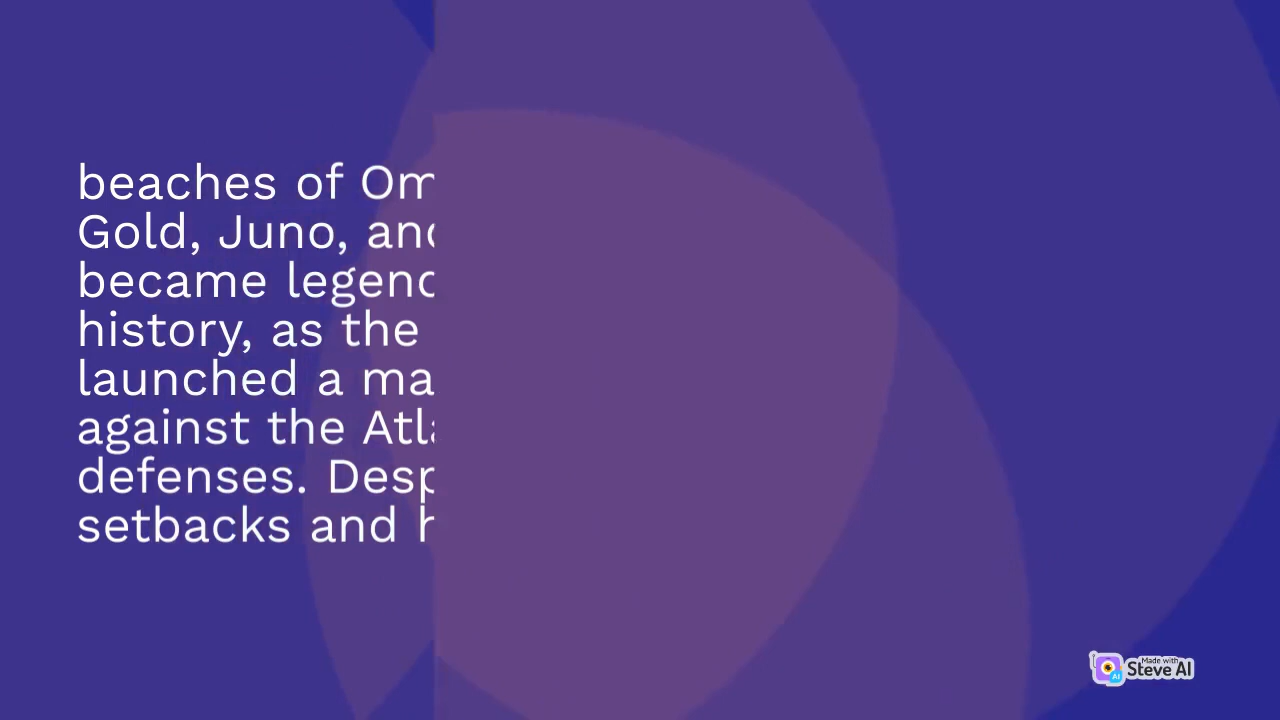 beaches of Om
Gold, Juno, and
became legend
history, as the
launched a ma
against the Atla
defenses. Desp
setbacks and h
Made with
Steve AI